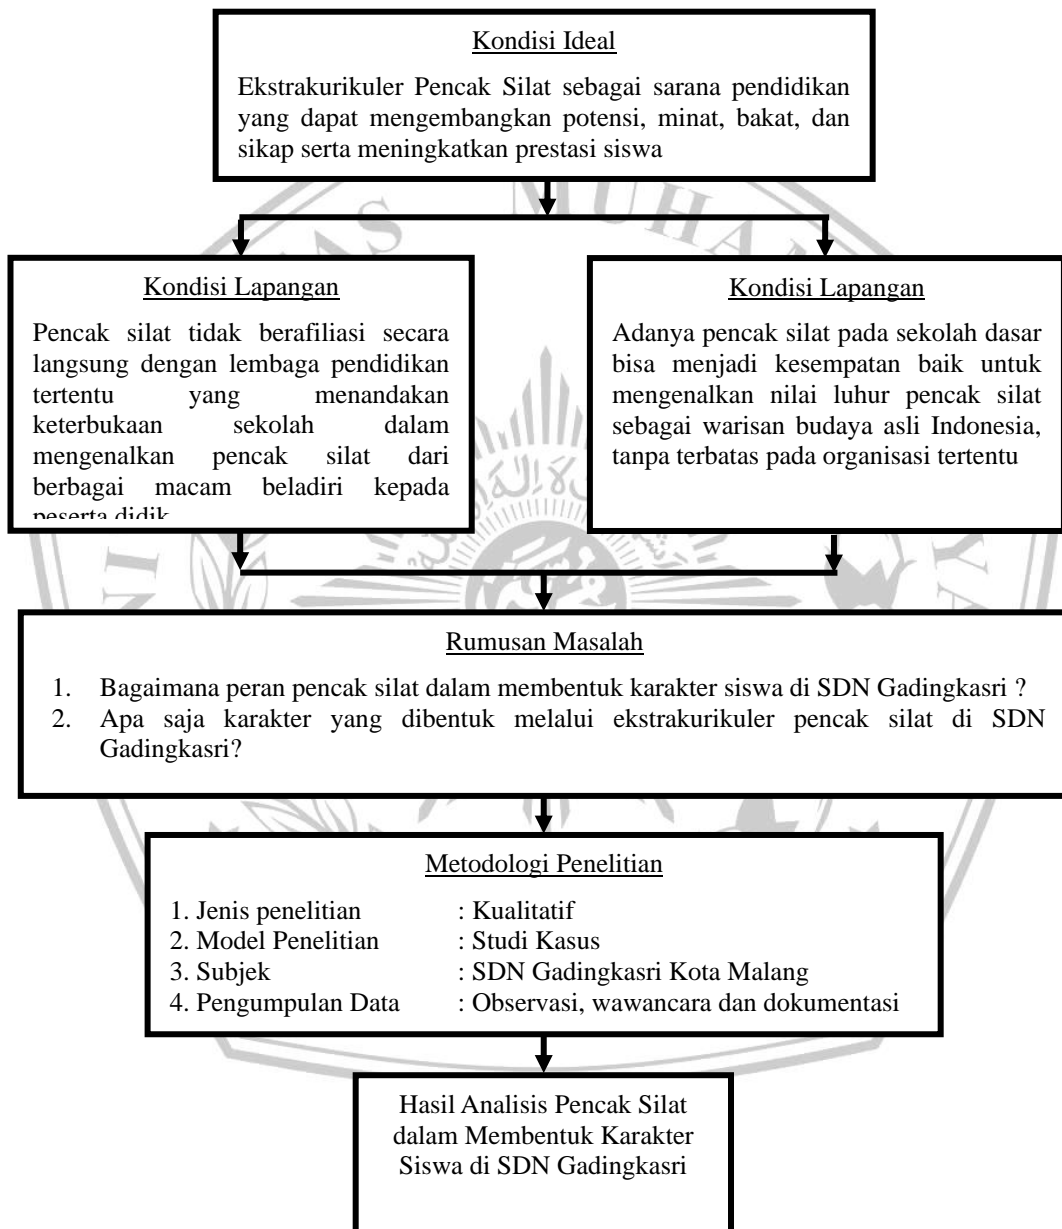 Kondisi Ideal
Ekstrakurikuler Pencak Silat sebagai sarana pendidikan
yang dapat mengembangkan potensi, minat, bakat, dan
sikap serta meningkatkan prestasi siswa
Kondisi Lapangan
Pencak silat tidak berafiliasi secara
langsung dengan lembaga pendidikan
tertentu yang menandakan
keterbukaan sekolah dalam
mengenalkan pencak silat dari
berbagai macam beladiri kepada
peserta didik
Kondisi Lapangan
Adanya pencak silat pada sekolah dasar
bisa menjadi kesempatan baik untuk
mengenalkan nilai luhur pencak silat
sebagai warisan budaya asli Indonesia,
tanpa terbatas pada organisasi tertentu
Rumusan Masalah
1. Bagaimana peran pencak silat dalam membentuk karakter siswa di SDN Gadingkasri ?
2. Apa saja karakter yang dibentuk melalui ekstrakurikuler pencak silat di SDN
Gadingkasri?
Metodologi Penelitian
1. Jenis penelitian : Kualitatif
2. Model Penelitian : Studi Kasus
3. Subjek : SDN Gadingkasri Kota Malang
4. Pengumpulan Data : Observasi, wawancara dan dokumentasi
Hasil Analisis Pencak Silat
dalam Membentuk Karakter
Siswa di SDN Gadingkasri